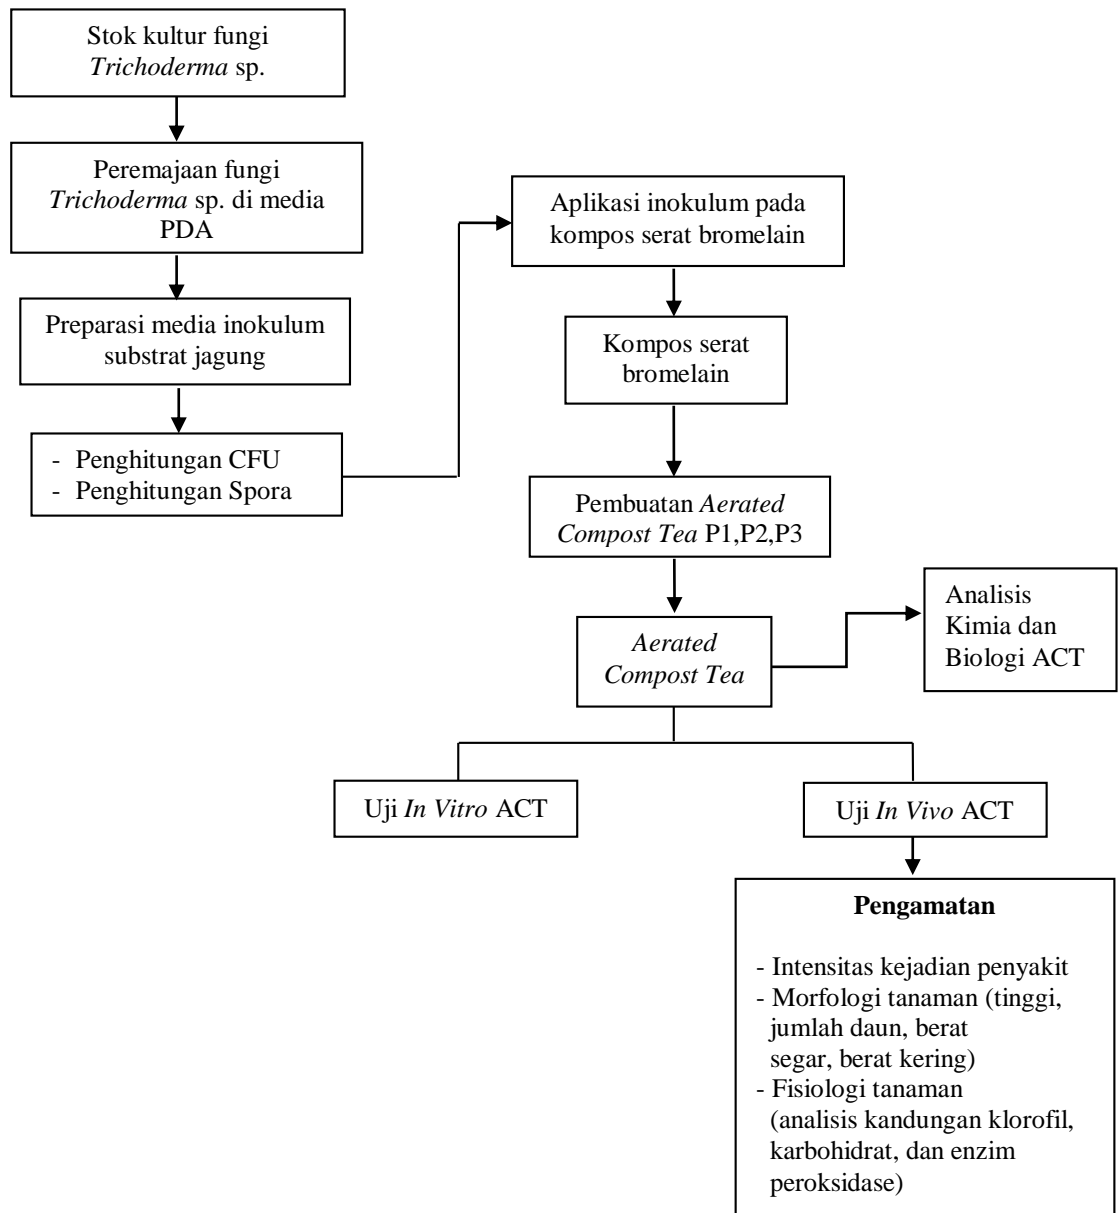 Stok kultur fungi
Trichoderma sp.
Peremajaan fungi
Trichoderma sp. di media
PDA
Preparasi media inokulum
substrat jagung
- Penghitungan CFU
- Penghitungan Spora
Aplikasi inokulum pada
kompos serat bromelain
Kompos serat
bromelain
Pembuatan Aerated
Compost Tea P1,P2,P3
Aerated
Compost Tea
Analisis
Kimia dan
Biologi ACT
Uji In Vitro ACT
Uji In Vivo ACT
Pengamatan
- Intensitas kejadian penyakit
- Morfologi tanaman (tinggi,
jumlah daun, berat
segar, berat kering)
- Fisiologi tanaman
(analisis kandungan klorofil,
karbohidrat, dan enzim
peroksidase)